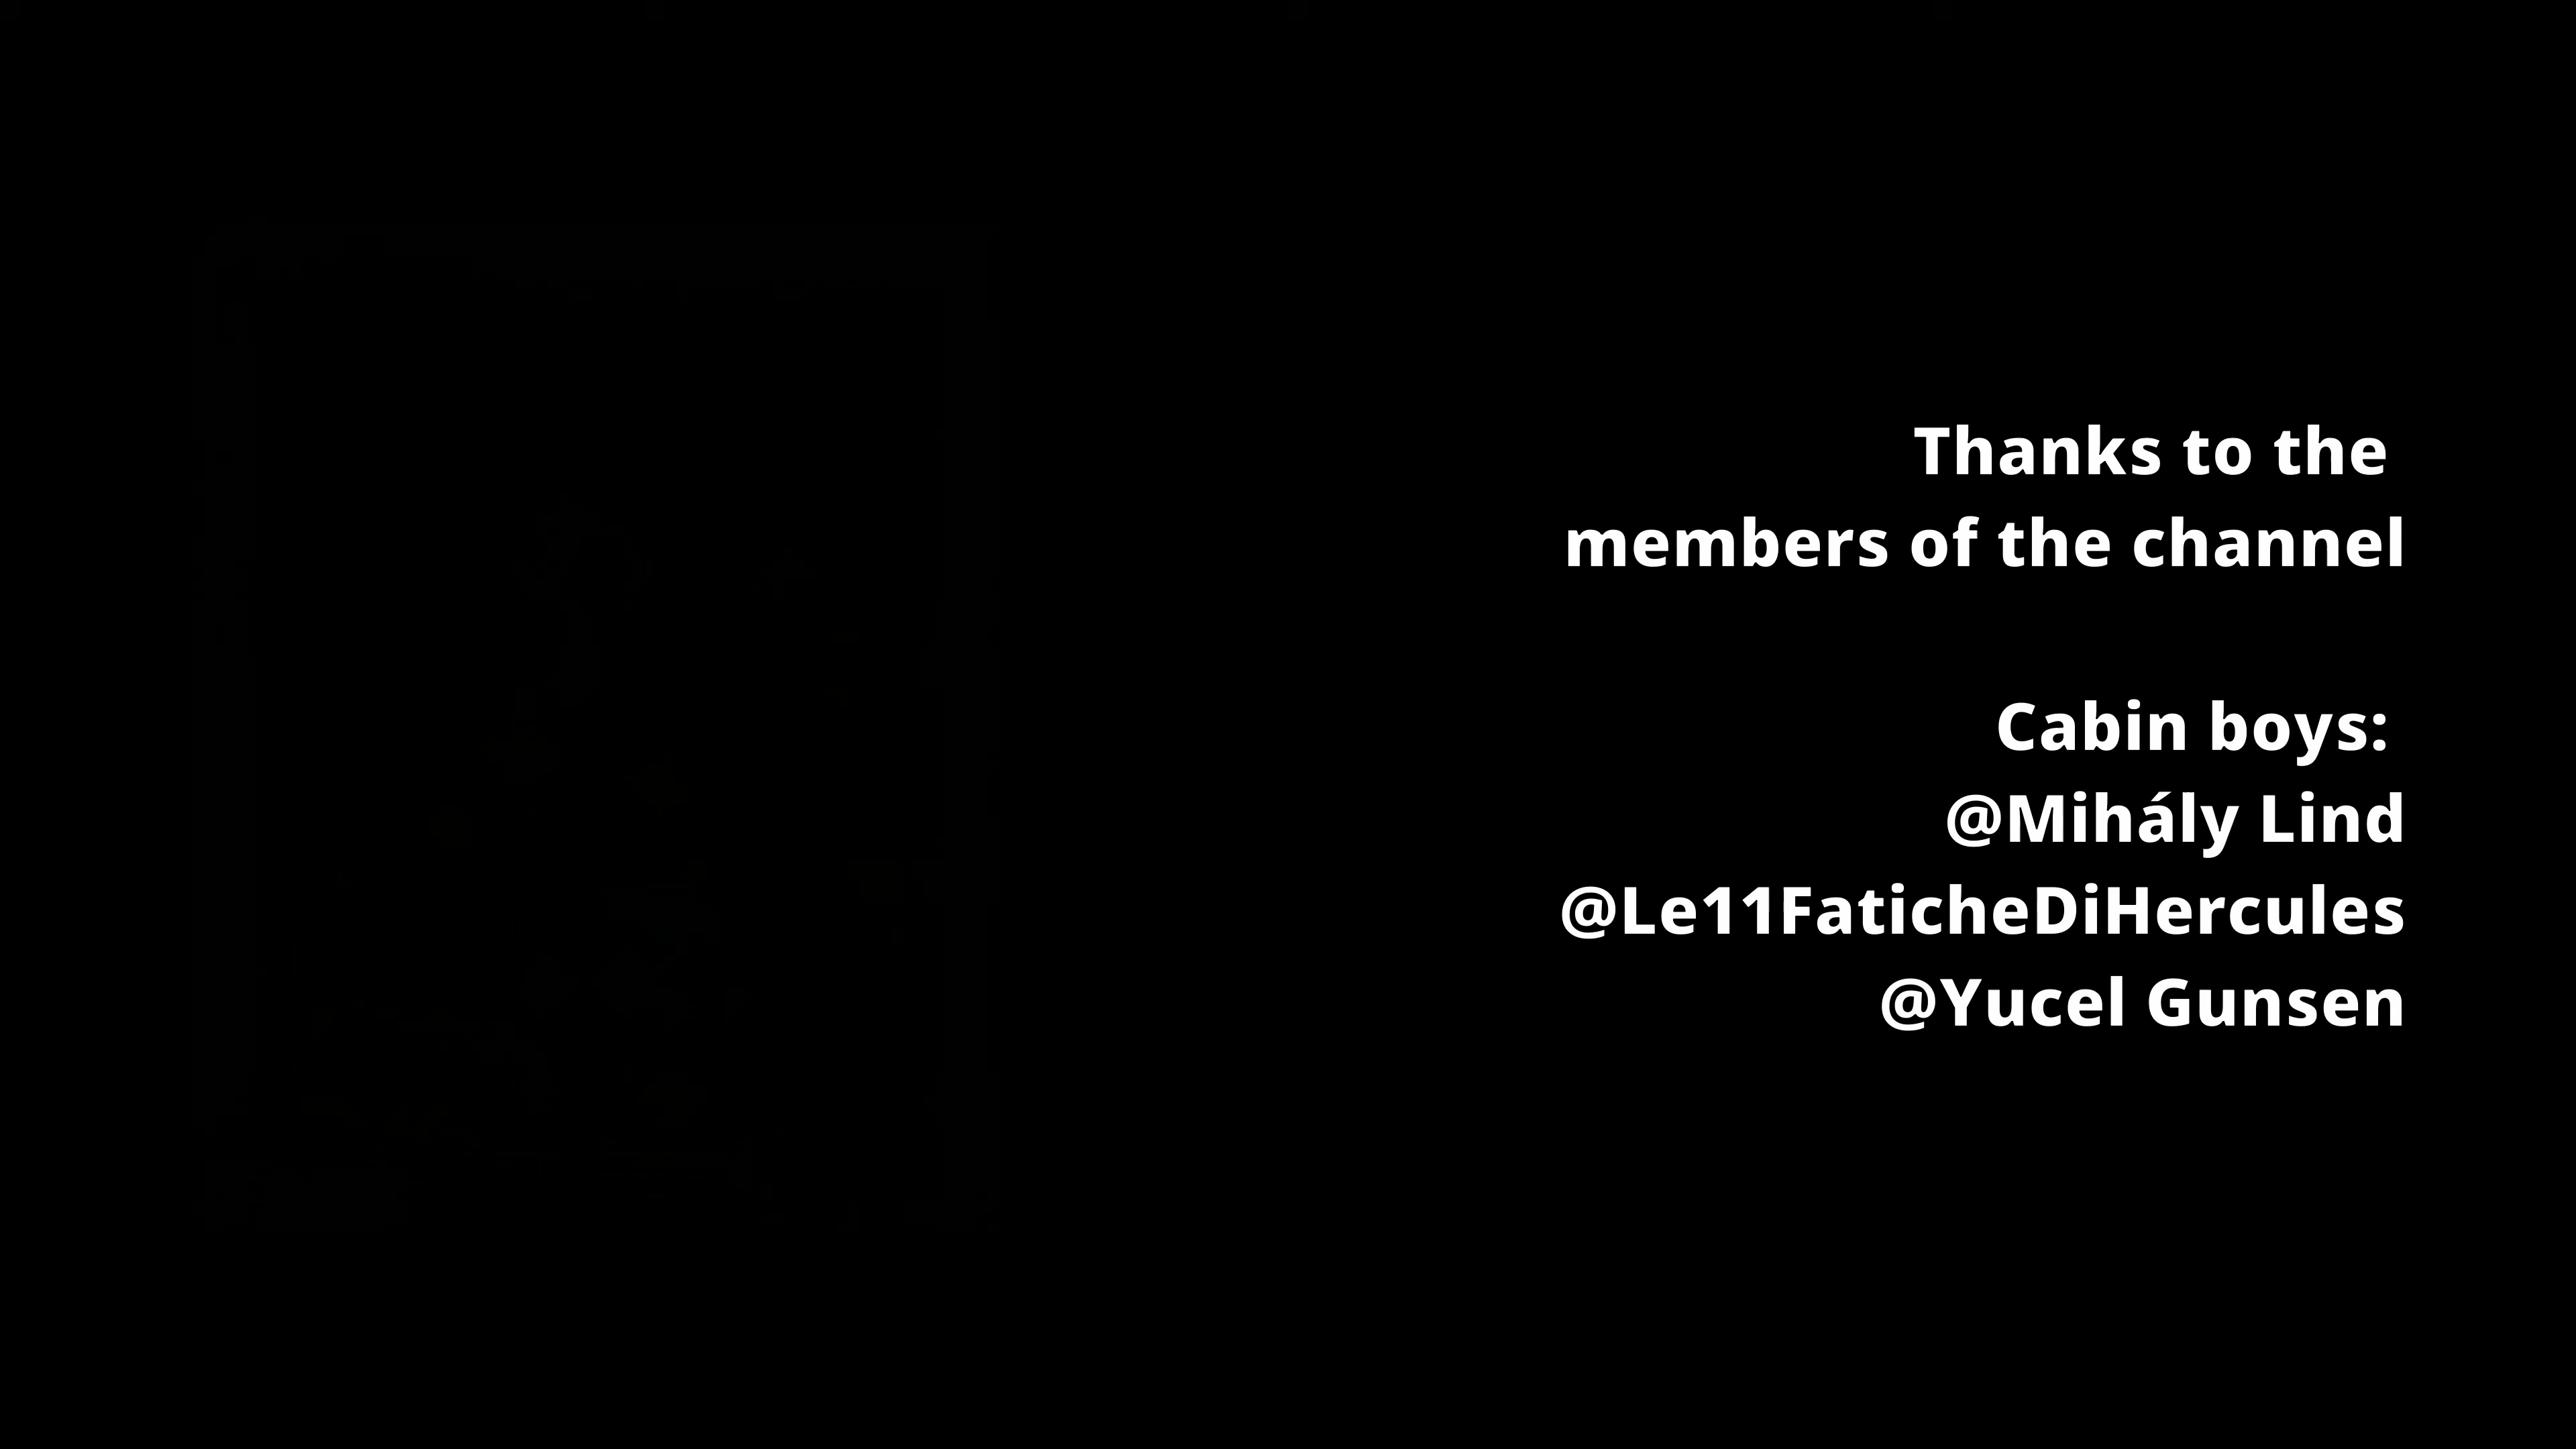 Thanks to the
members of the channel
Cabin boys:
@Mihály Lind
@Le11FaticheDiHercules
@Yucel Gunsen